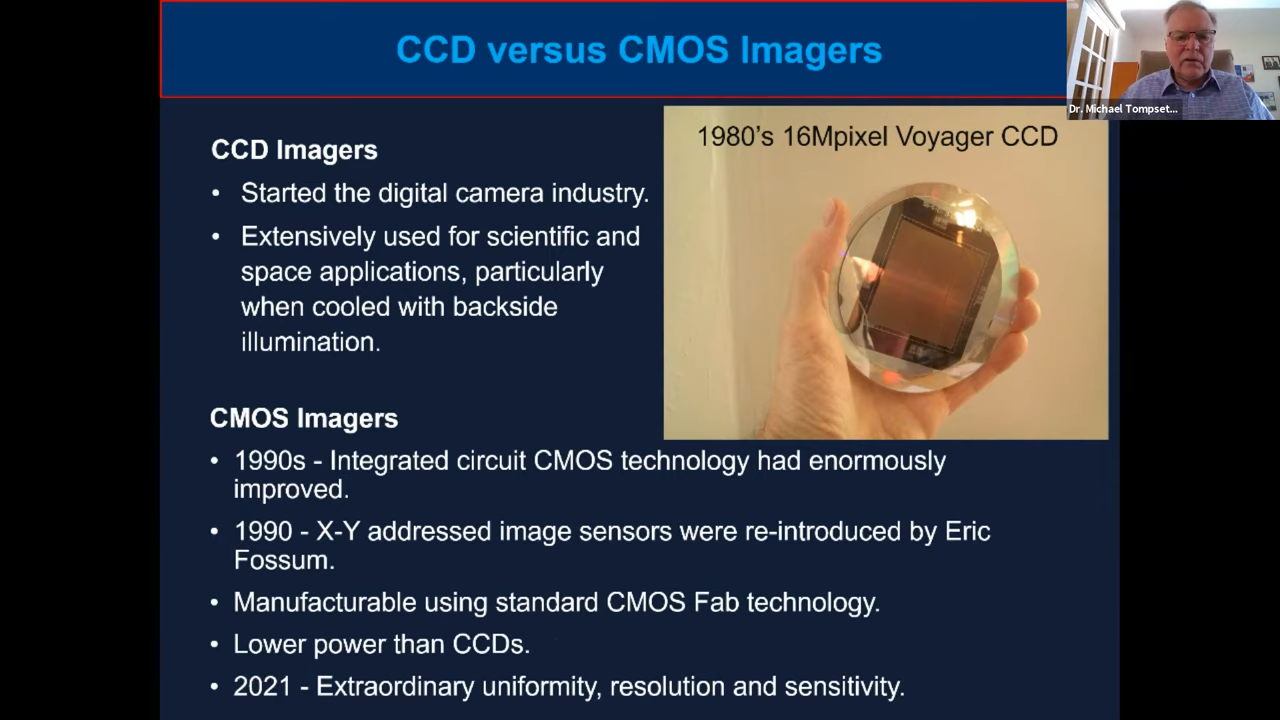 CCD versus CMOS Imagers
Dr. Michael Tompset...
1980's 16Mpixel Voyager CCD
CCD Imagers
• Started the digital camera industry.
• Extensively used for scientific and
space applications, particularly
when cooled with backside
illumination.
CMOS Imagers
• 1990s - Integrated circuit CMOS technology had enormously
improved.
• 1990 - X-Y addressed image sensors were re-introduced by Eric
Fossum.
• Manufacturable using standard CMOS Fab technology.
• Lower power than CCDs.
• 2021 - Extraordinary uniformity, resolution and sensitivity.